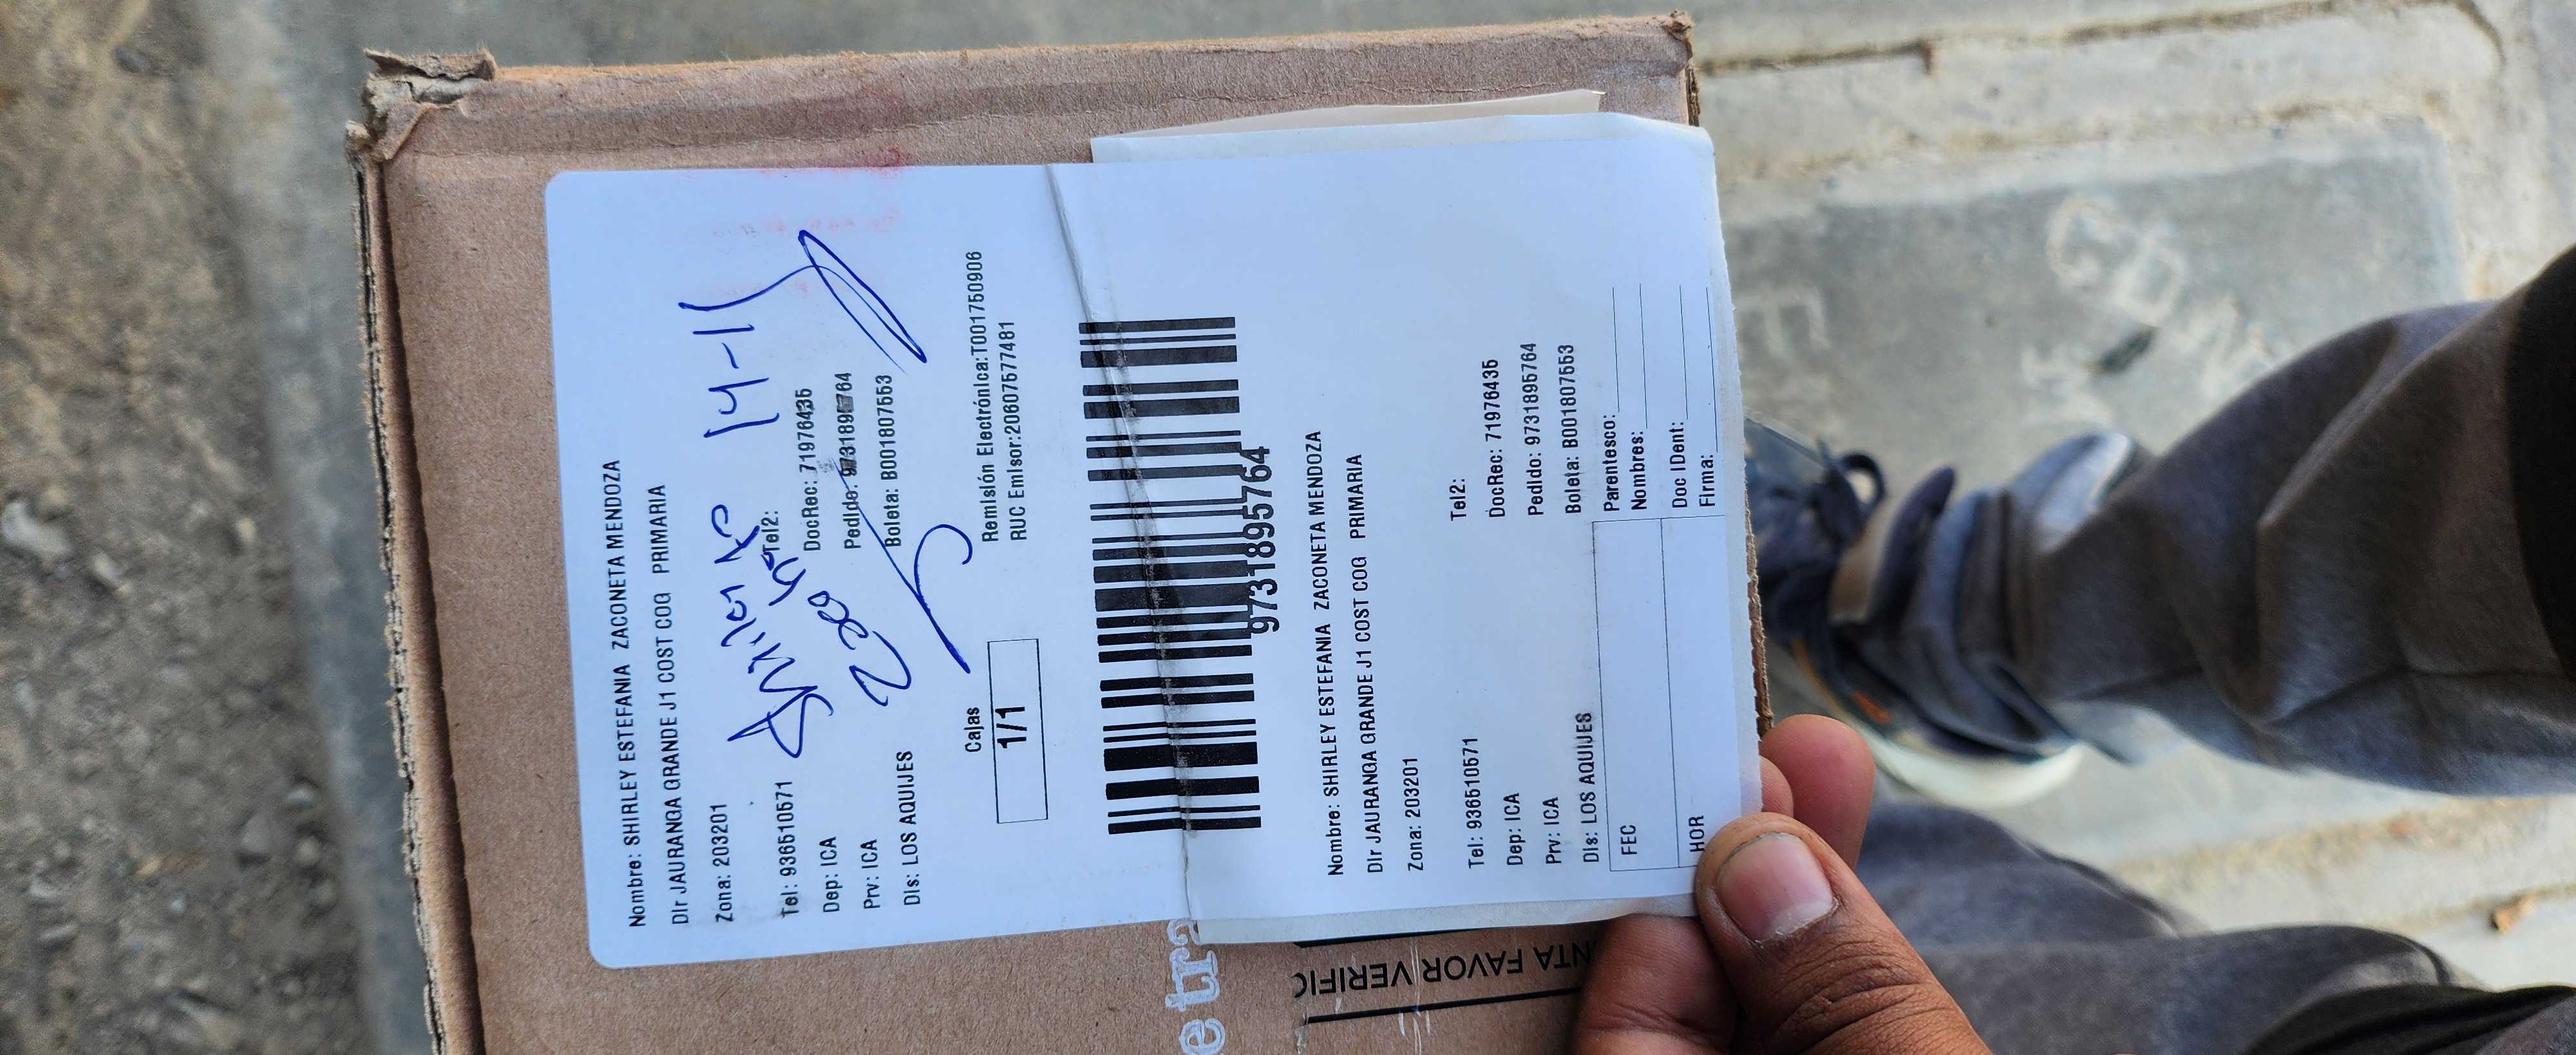 Nombre: SHIRLEY ESTEFANIA ZACONETA MENDOZA
DIr JAURANGA GRANDE J1 COST COG PRIMARIA
Zona: 203201
14-11
Tel: 936510571 Tel2:
Dep: ICA DocRec: 71976435
Prv: ICA Pedido: 9731895764
Dis: LOS AQUIJES Boleta: B001807553
Cajas
1/1
Remisión Electrónica:T001750906
RUC Emisor:20607577481
9731895764
Nombre: SHIRLEY ESTEFANIA ZACONETA MENDOZA
DIr JAURANGA GRANDE J1 COST COG PRIMARIA
Zona: 203201
Tel: 936510571 Tel2:
Dep: ICA DocRec: 71976435
Prv: ICA Pedido: 9731895764
Dis: LOS AQUIJES Boleta: B001807553
FEC
HOR
Parentesco:
Nombres:
Doc IDent:
Firma:
etra
NTA FAVOR VERIFIC